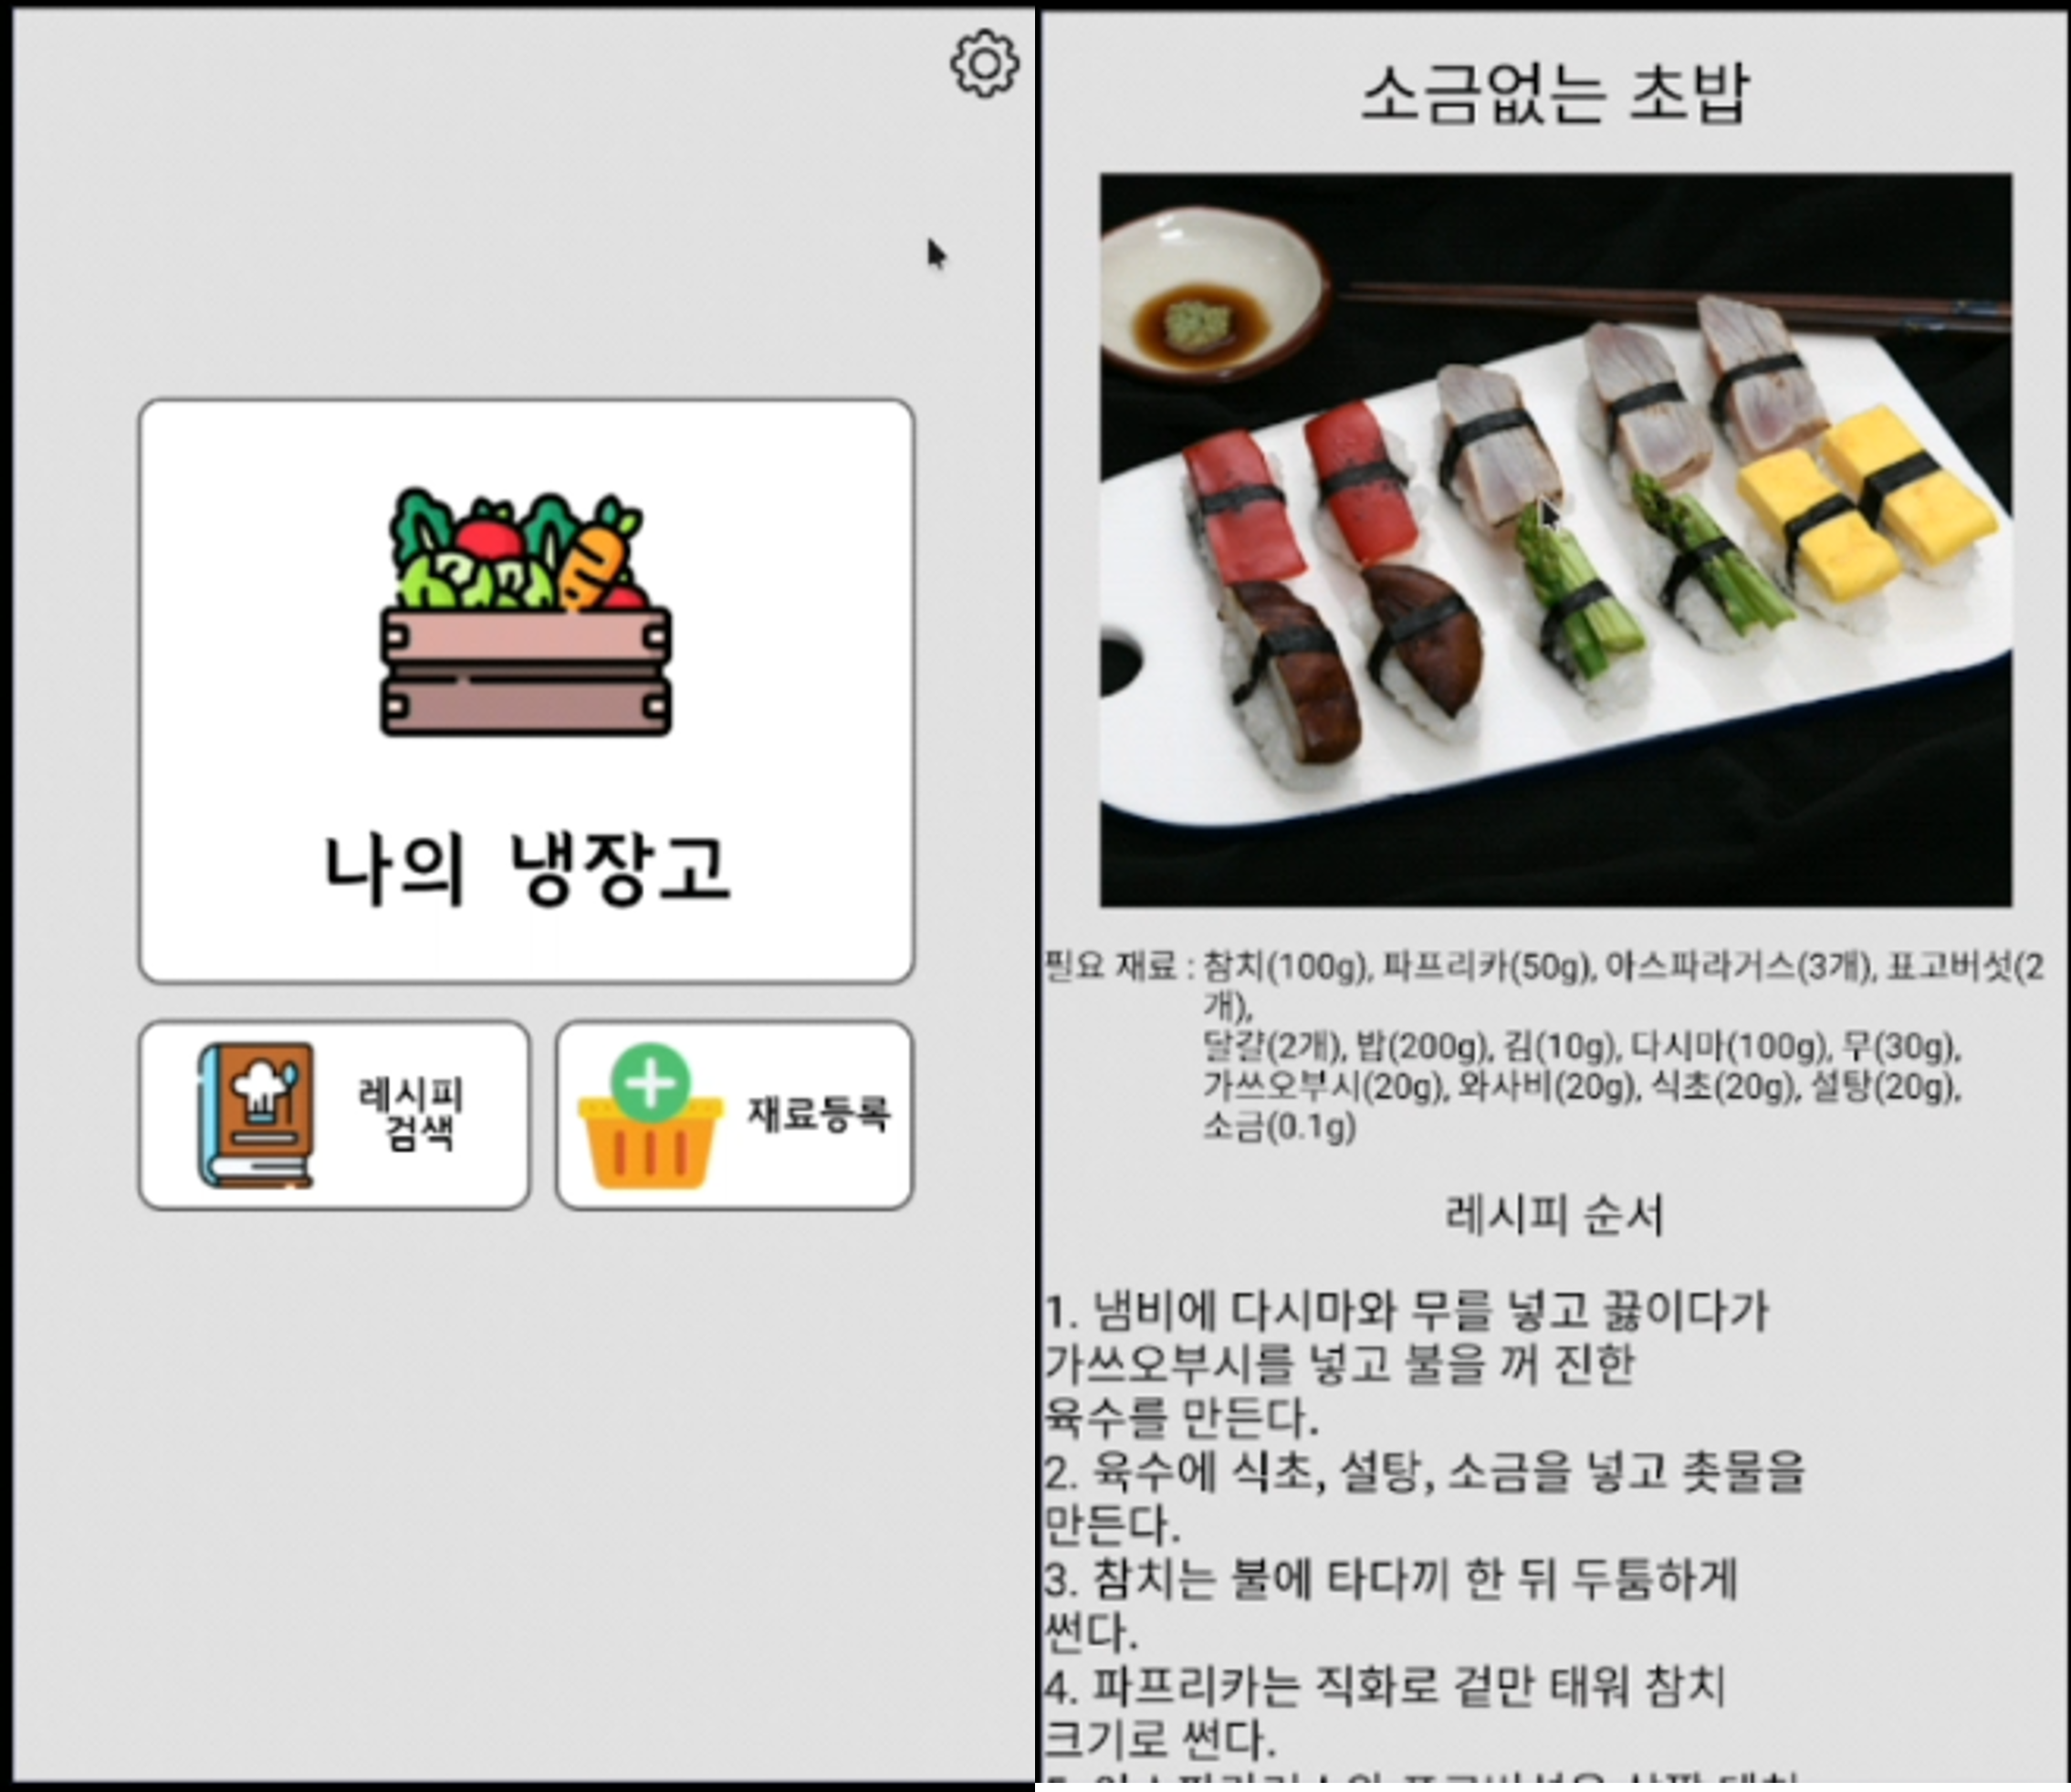 나의 냉장고
레시피
검색
재료등록
소금없는 초밥
필요 재료 : 참치(100g), 파프리카(50g), 아스파라거스(3개), 표고버섯(2
개),
달걀(2개), 밥(200g), 김(10g), 다시마(100g), 무(30g),
가쓰오부시(20g), 와사비(20g), 식초(20g), 설탕(20g),
소금(0.1g)
레시피 순서
1. 냄비에 다시마와 무를 넣고 끓이다가
가쓰오부시를 넣고 불을 꺼 진한
육수를 만든다.
2. 육수에 식초, 설탕, 소금을 넣고 촛물을
만든다.
3. 참치는 불에 타다끼 한 뒤 두툼하게
썬다.
4. 파프리카는 직화로 겉만 태워 참치
크기로 썬다.